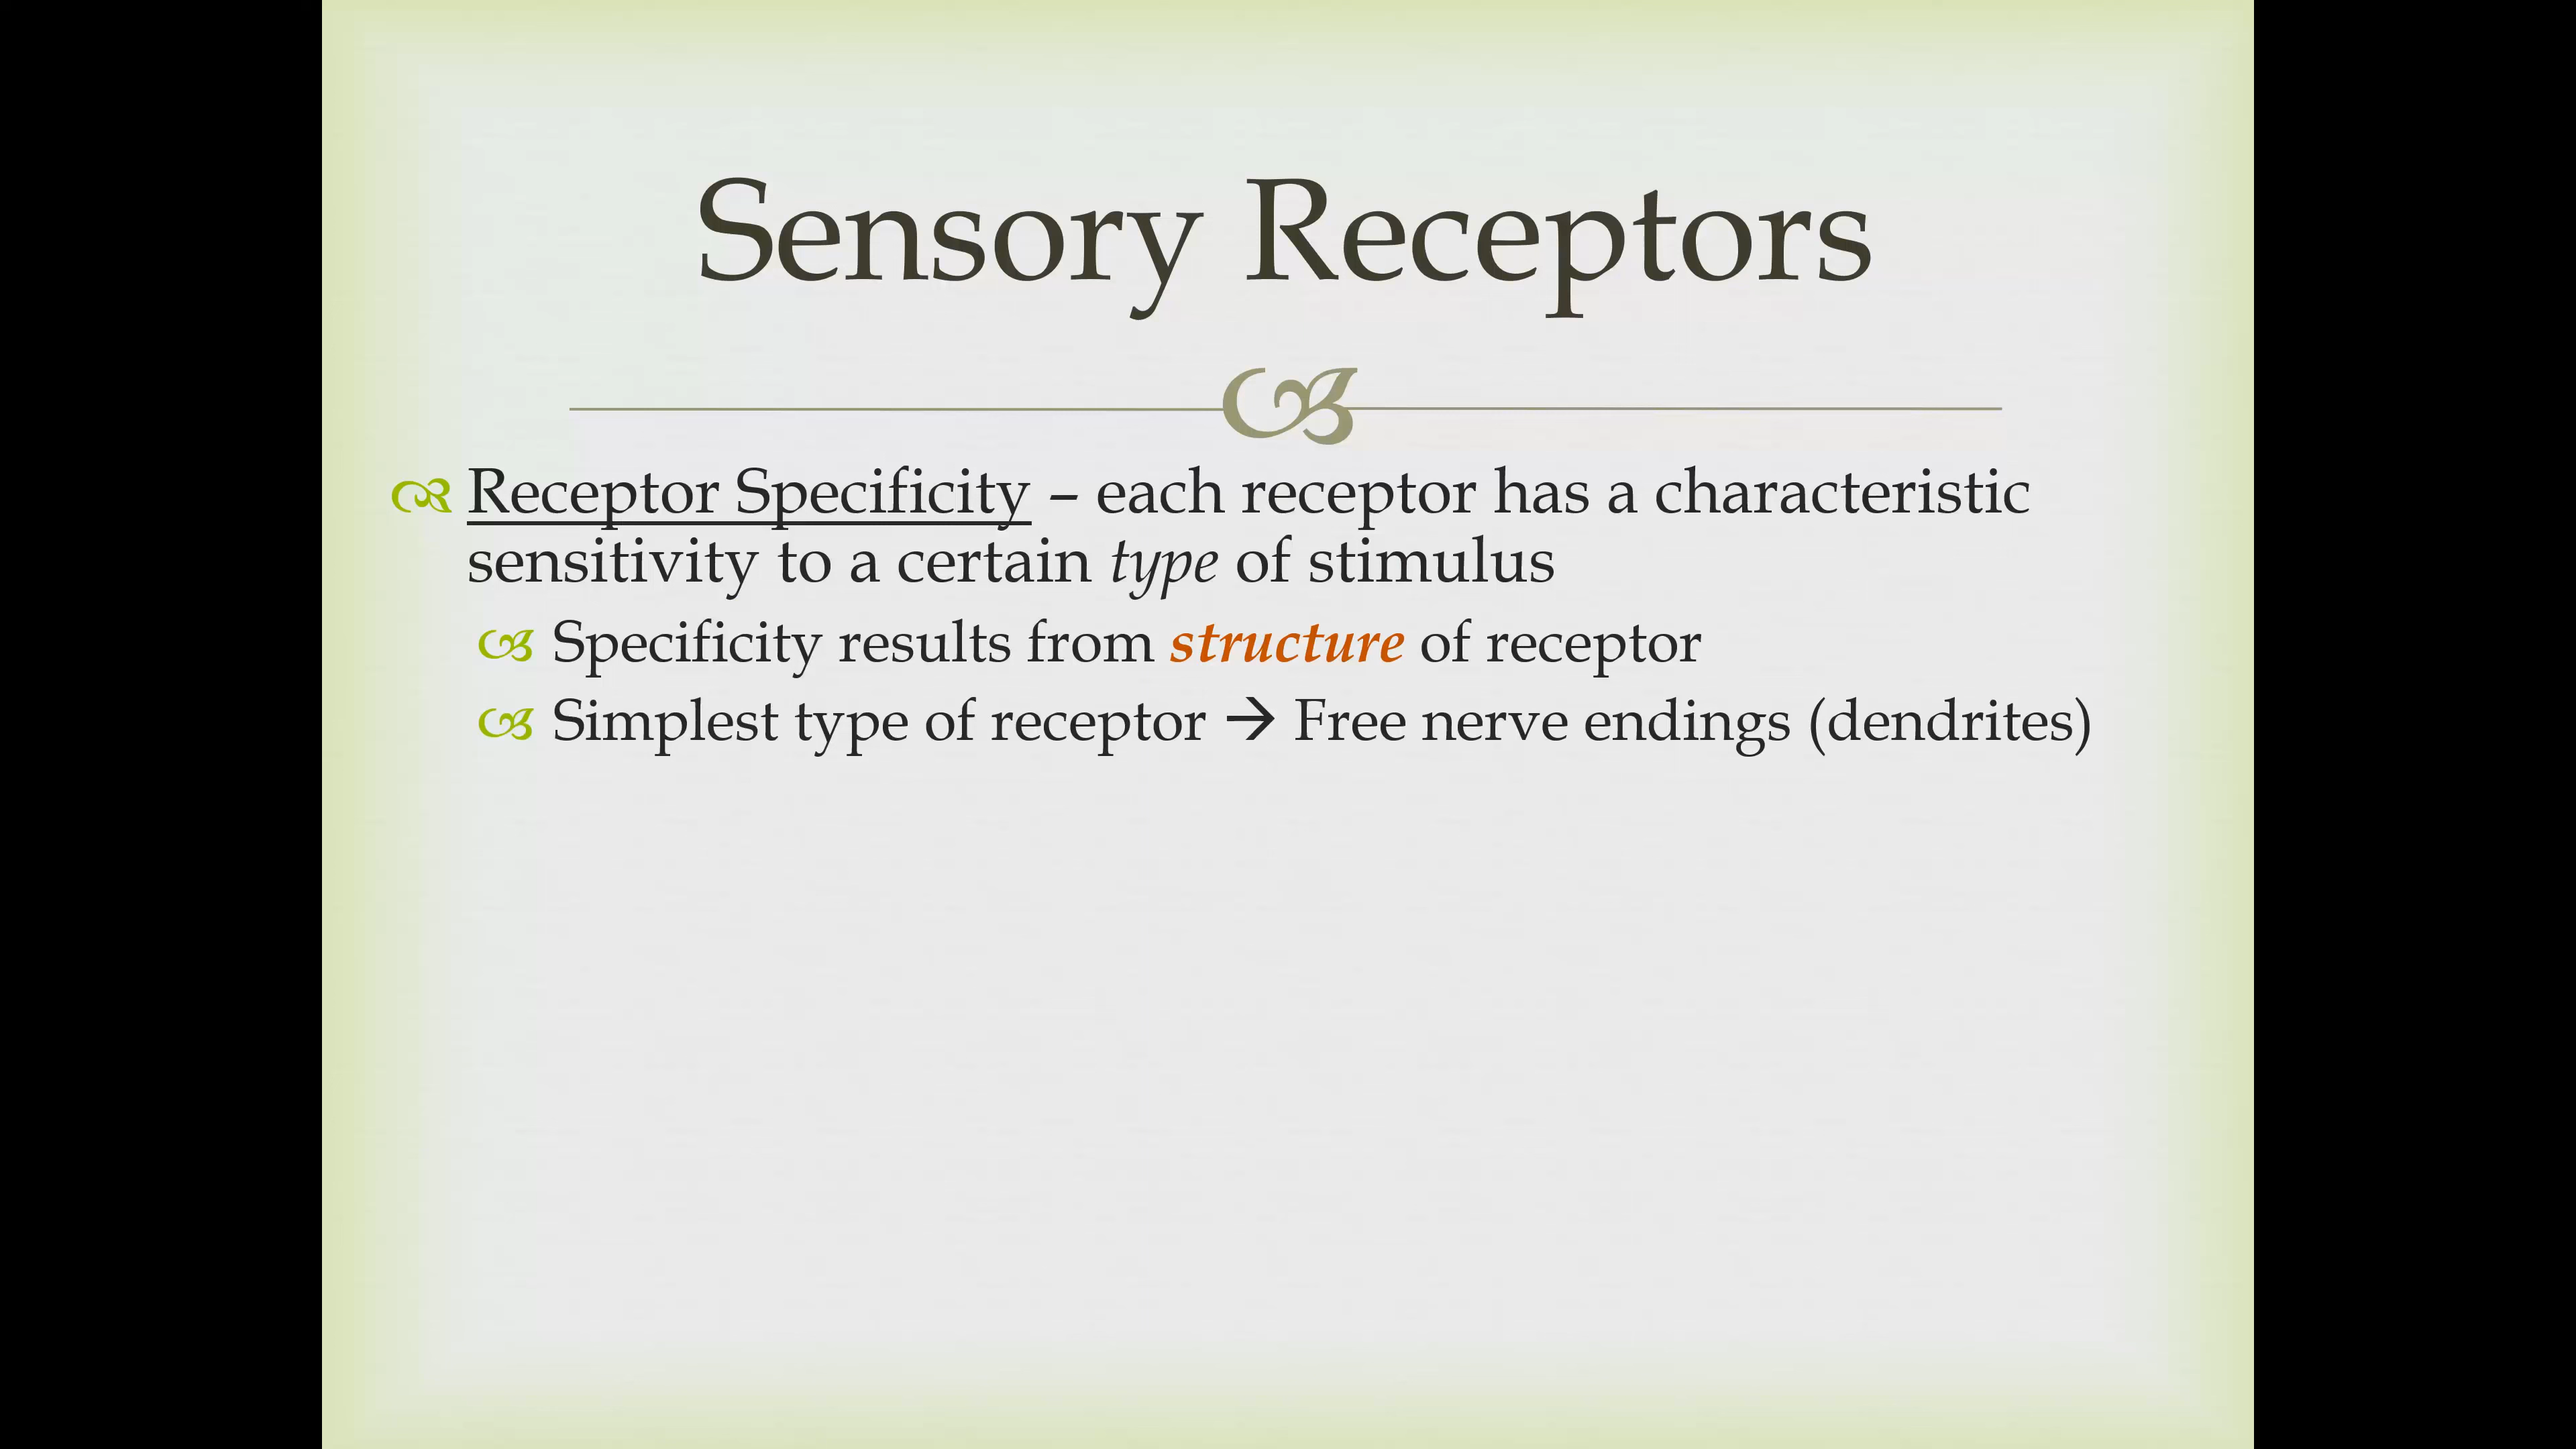 Sensory Receptors
Receptor Specificity – each receptor has a characteristic
sensitivity to a certain type of stimulus
Specificity results from structure of receptor
Simplest type of receptor → Free nerve endings (dendrites)